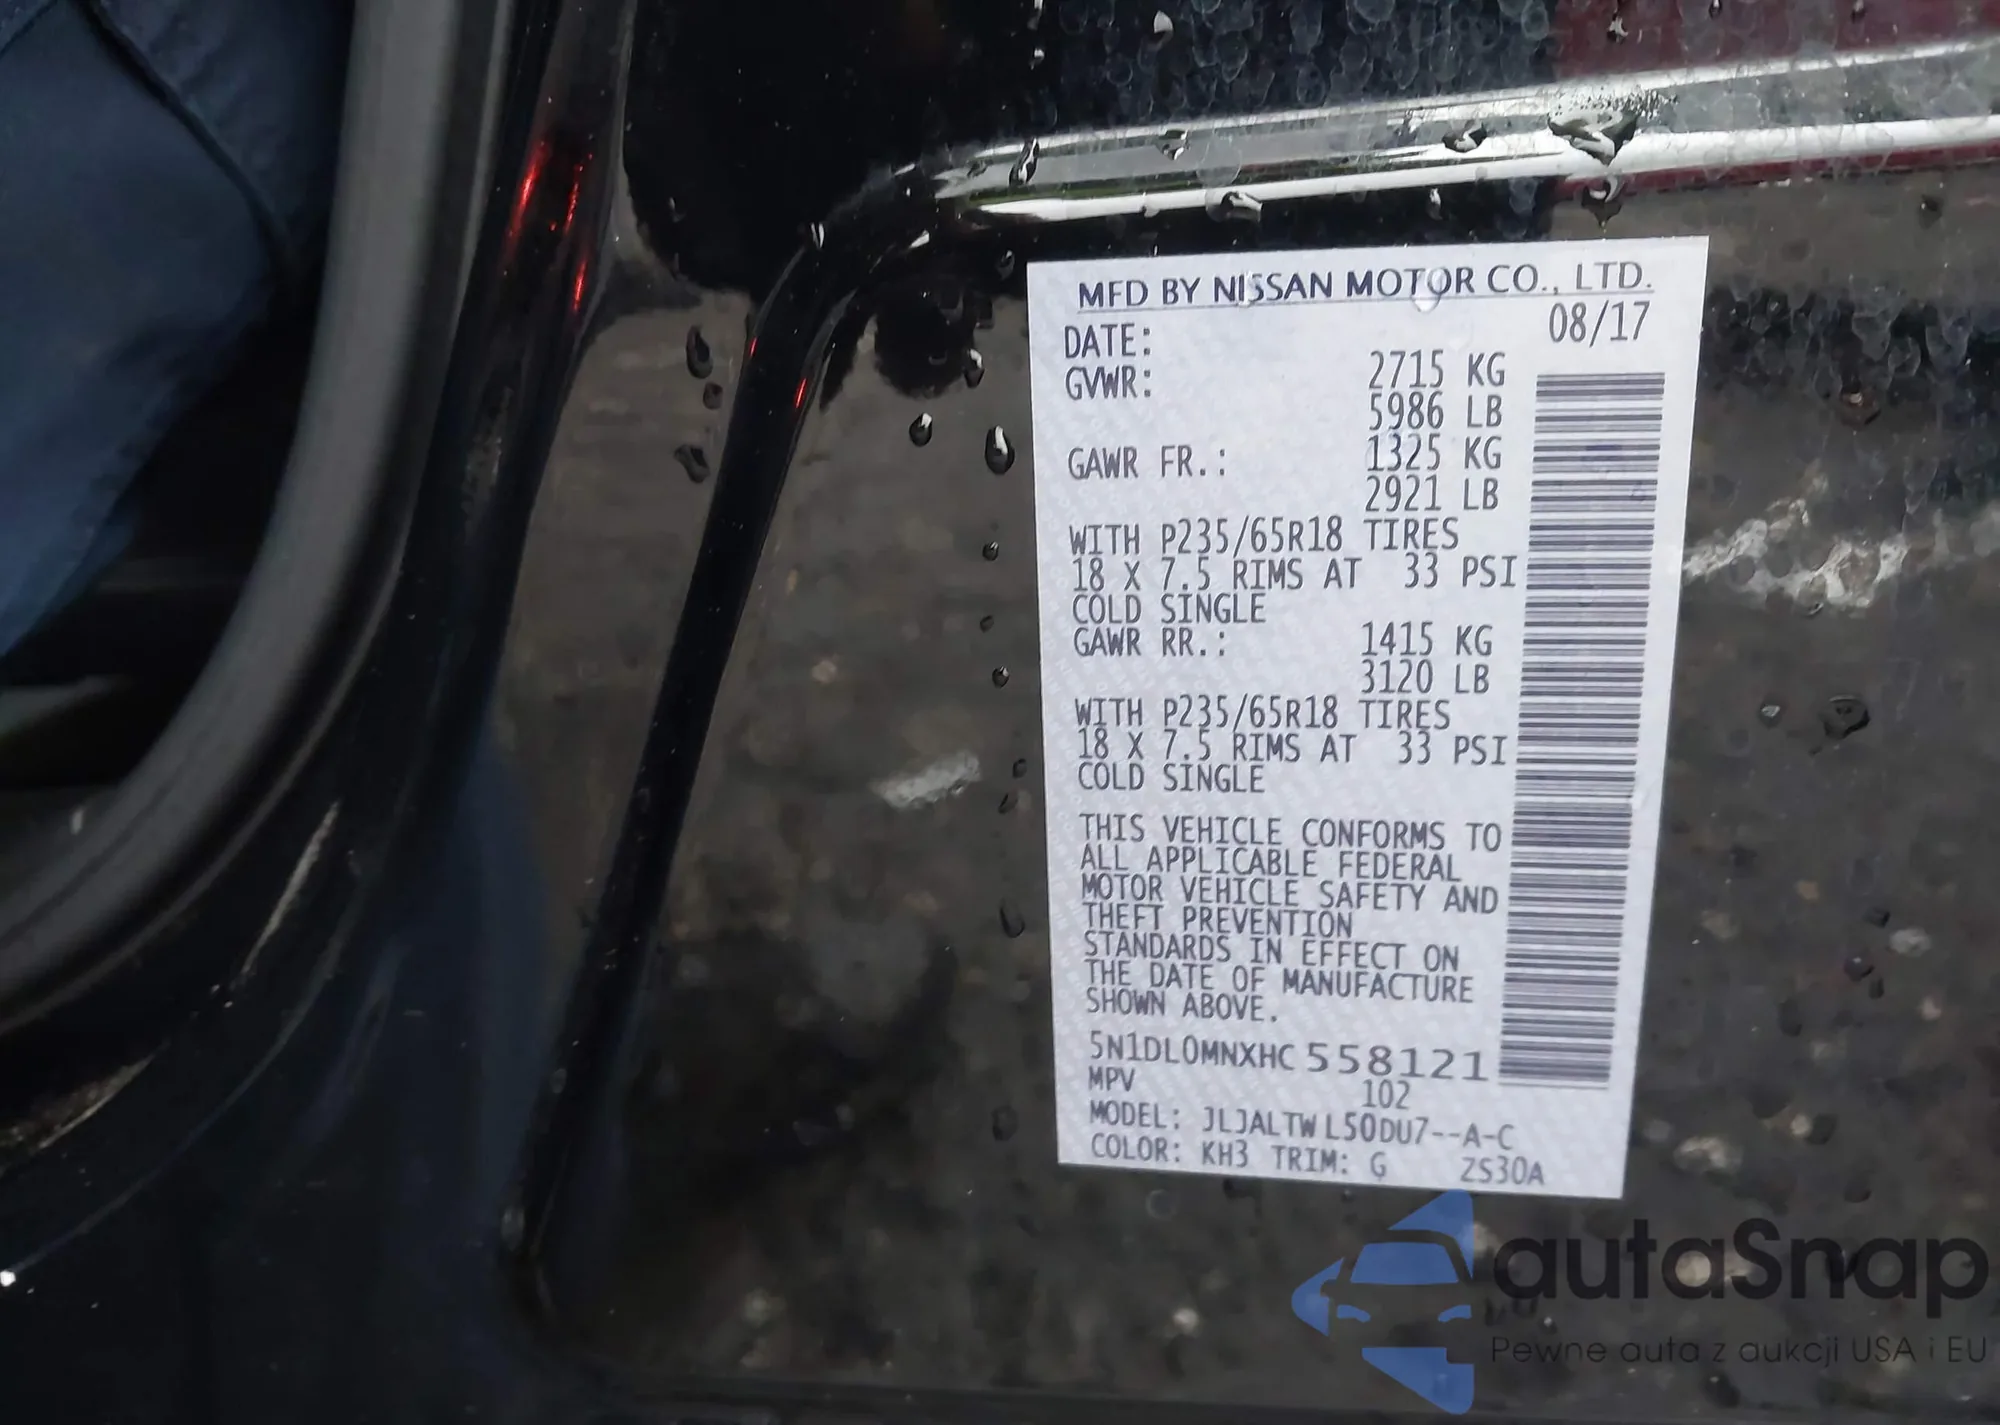 MFD BY NISSAN MOTOR CO., LTD.
DATE: 08/17
GVWR: 2715 KG
5986 LB
GAWR FR.: 1325 KG
2921 LB
WITH P235/65R18 TIRES
18 X 7.5 RIMS AT 33 PSI
COLD SINGLE
GAWR RR.: 1415 KG
3120 LB
WITH P235/65R18 TIRES
18 X 7.5 RIMS AT 33 PSI
COLD SINGLE
THIS VEHICLE CONFORMS TO
ALL APPLICABLE FEDERAL
MOTOR VEHICLE SAFETY AND
THEFT PREVENTION
STANDARDS IN EFFECT ON
THE DATE OF MANUFACTURE
SHOWN ABOVE.
5N1DL0MNXHC558121
MPV 102
MODEL: JLJALTWL50DU7--A-C
COLOR: KH3 TRIM: G ZS30A
autaSnap
Pewne auta z aukcji USA i EU